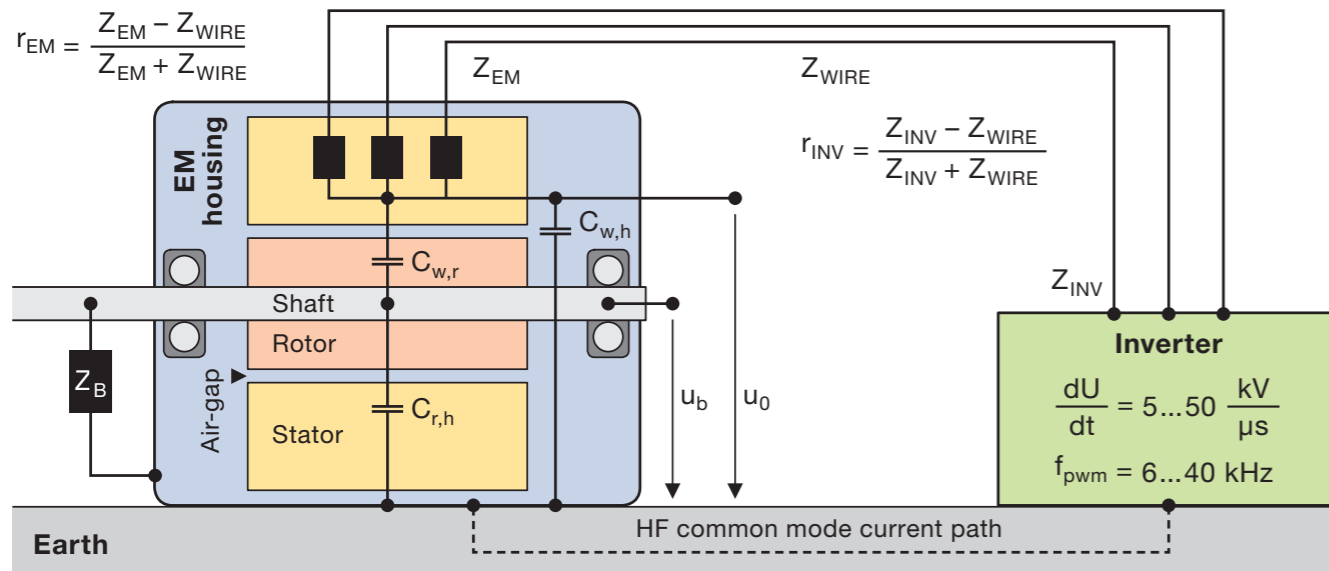 r_EM = (Z_EM – Z_WIRE) / (Z_EM + Z_WIRE)
Z_EM
Z_WIRE
r_INV = (Z_INV – Z_WIRE) / (Z_INV + Z_WIRE)
EM
housing
C_w,h
C_w,r
Shaft
Z_INV
Rotor
Inverter
Z_B
Air-gap
u_b
u_0
dU/dt = 5...50 kV/µs
C_r,h
Stator
f_pwm = 6...40 kHz
HF common mode current path
Earth